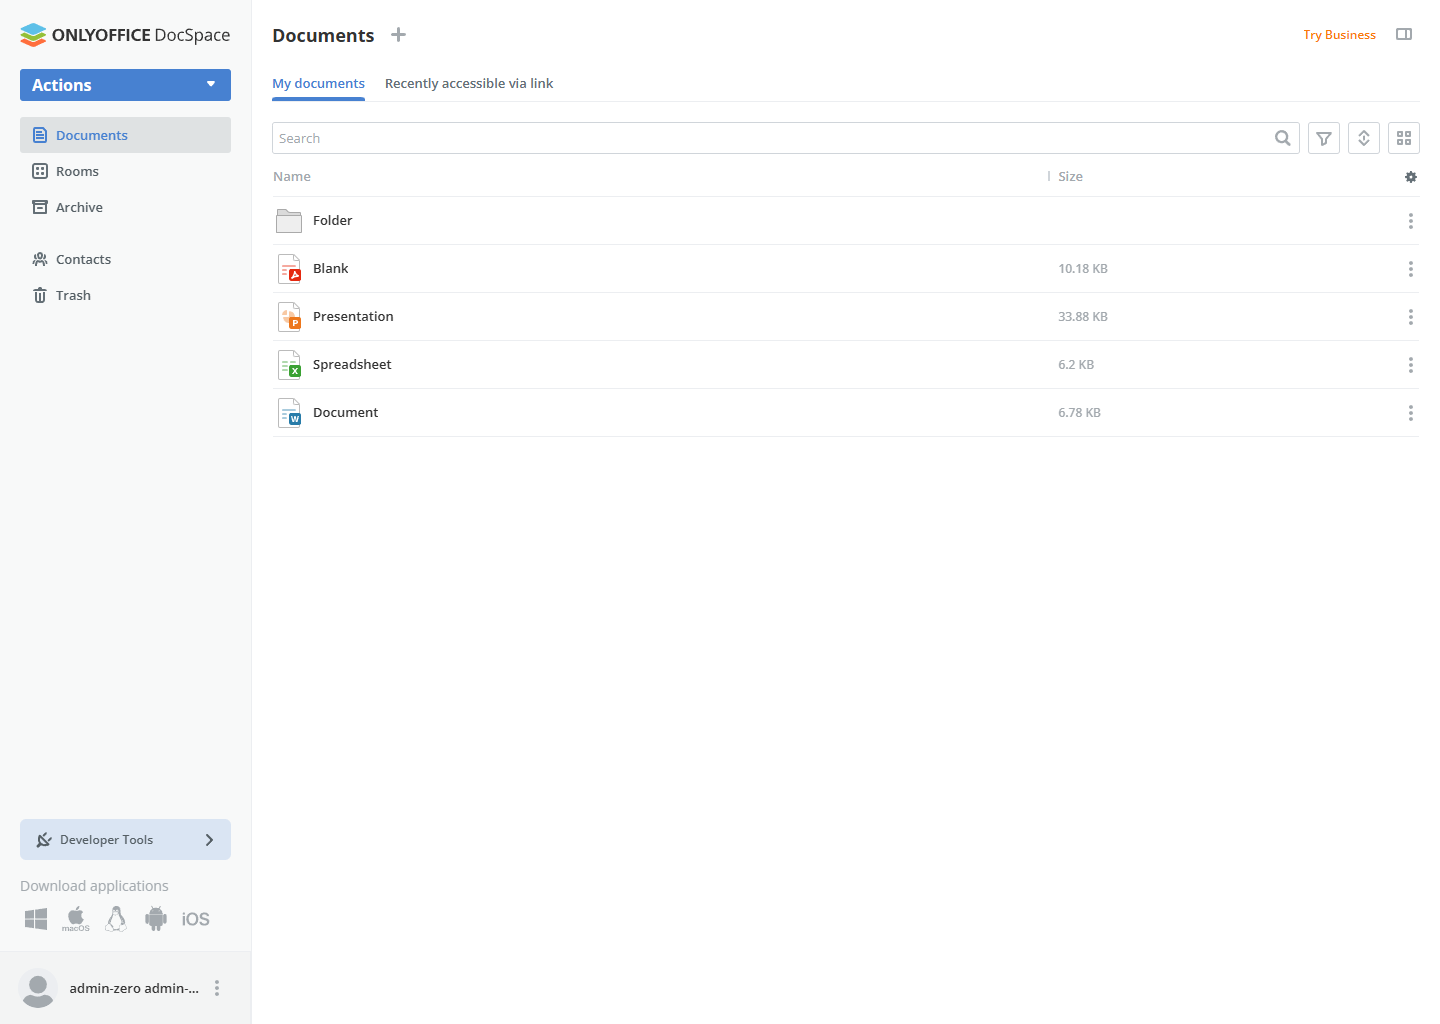 ONLYOFFICE DocSpace
Actions
Documents
Rooms
Archive
Contacts
Trash
Developer Tools
Download applications
macOS
iOS
admin-zero admin-...
Documents
Try Business
My documents
Recently accessible via link
Search
Name
Size
Folder
Blank
10.18 KB
Presentation
P
33.88 KB
Spreadsheet
X
6.2 KB
Document
W
6.78 KB